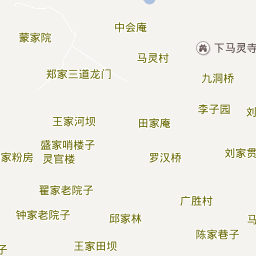 中会庵
蒙家院
下马灵寺
马灵村
郑家三道龙门
九洞桥
李子园
刘
王家河坝
田家庵
盛家哨楼子
家粉房
灵官楼
罗汉桥
刘家贯
翟家老院子
广胜村
钟家老院子
邱家林
陈家巷子
子
王家田坝